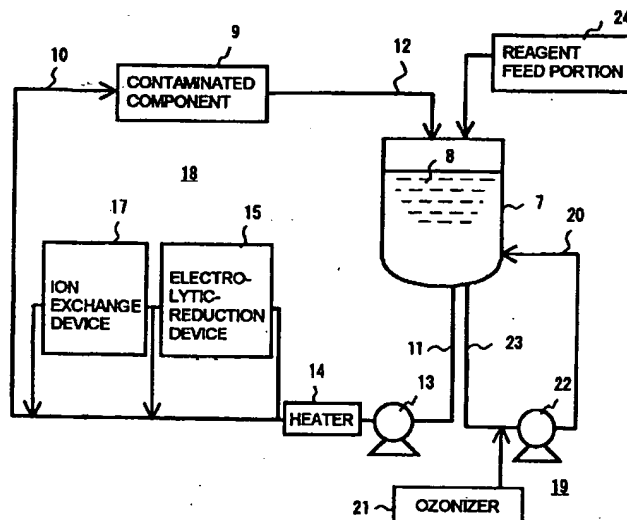 9
24
10
12
CONTAMINATED
COMPONENT
REAGENT
FEED PORTION
8
18
7
17
15
20
ION
EXCHANGE
DEVICE
ELECTRO-
LYTIC-
REDUCTION
DEVICE
11
23
14
13
22
HEATER
19
21
OZONIZER